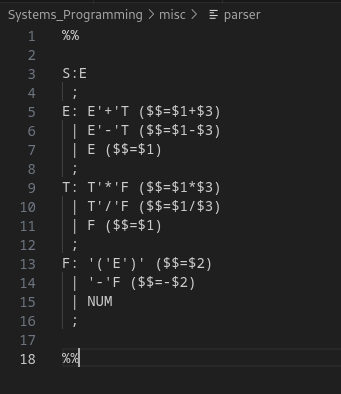 Systems_Programming > misc > parser
1 %%
2
3 S:E
4 ;
5 E: E'+'T ($$=$1+$3)
6 | E'-'T ($$=$1-$3)
7 | E ($$=$1)
8 ;
9 T: T'*'F ($$=$1*$3)
10 | T'/'F ($$=$1/$3)
11 | F ($$=$1)
12 ;
13 F: '('E')' ($$=$2)
14 | '-'F ($$=-$2)
15 | NUM
16 ;
17
18 %%